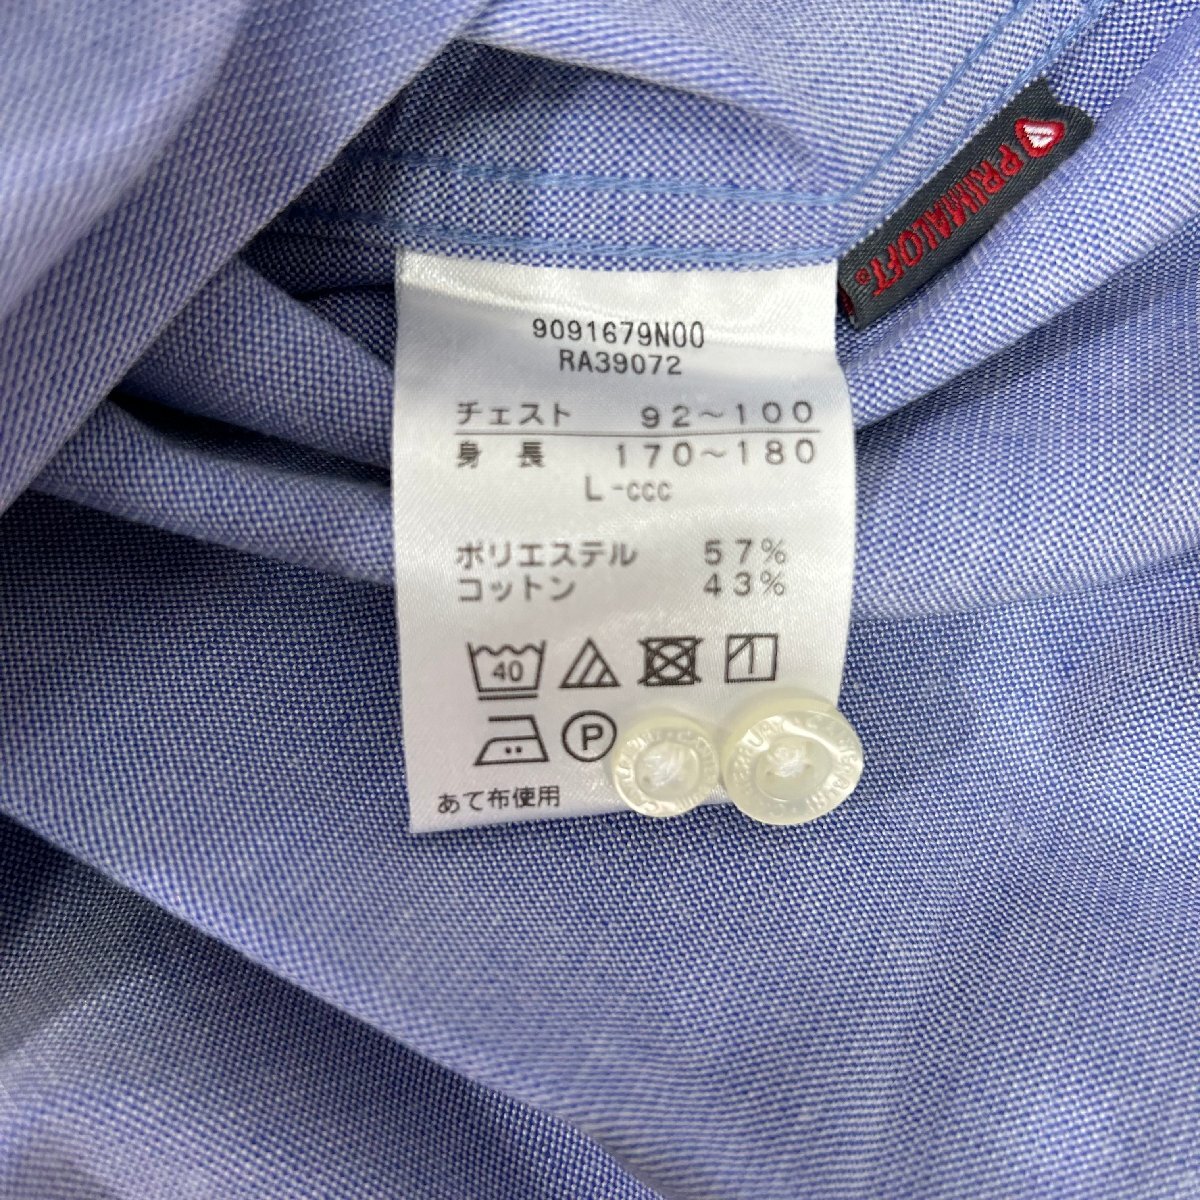 PRIMALOFT®
9091679N00
RA39072
チェスト 92~100
身長 170~180
L-ccc
ポリエステル 57%
コットン 43%
40
P
あて布使用